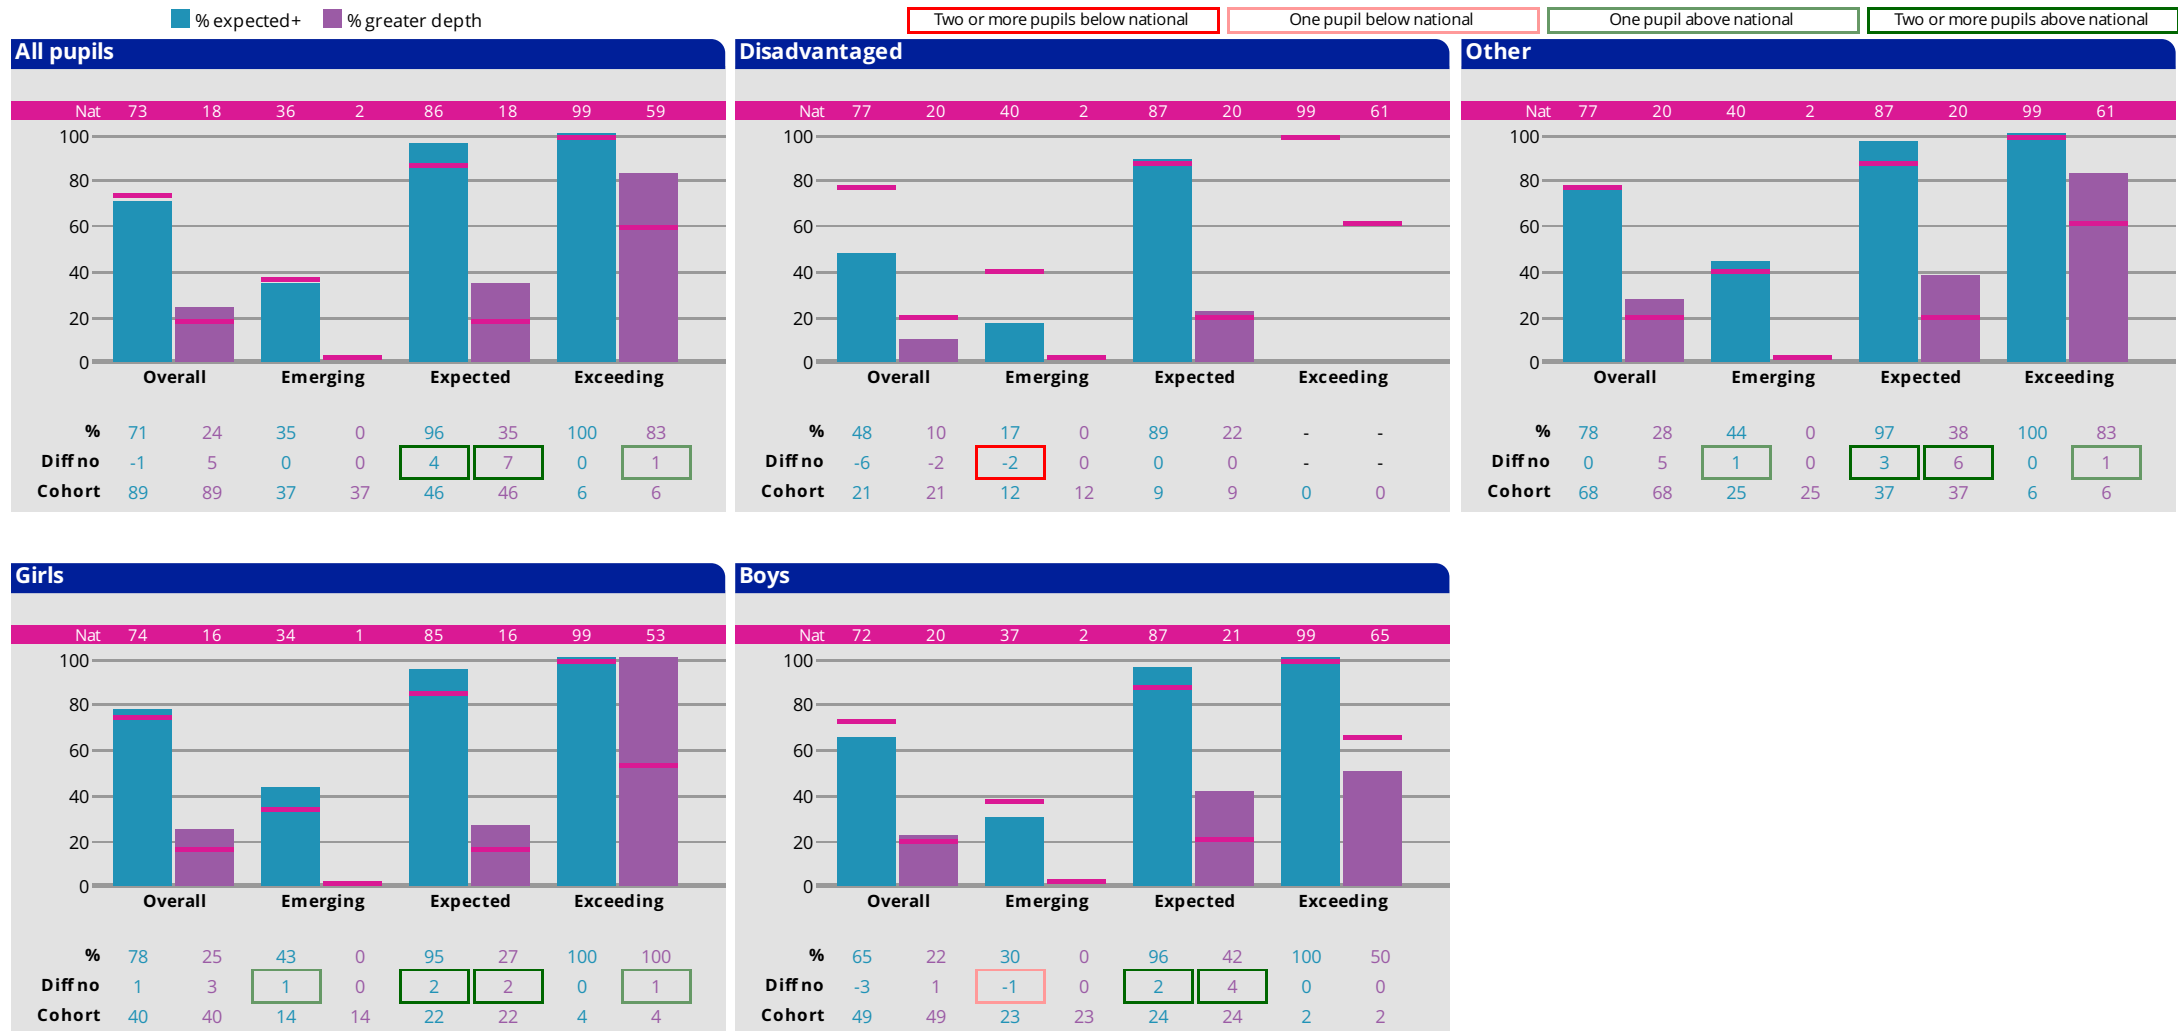 % expected+ % greater depth Two or more pupils below national One pupil below national One pupil above national Two or more pupils above national
All pupils
Nat 73 18 36 2 86 18 99 59
100
80
60
40
20
0
Overall Emerging Expected Exceeding
% 71 24 35 0 96 35 100 83
Diff no -1 5 0 0 4 7 0 1
Cohort 89 89 37 37 46 46 6 6
Disadvantaged
Nat 77 20 40 2 87 20 99 61
100
80
60
40
20
0
Overall Emerging Expected Exceeding
% 48 10 17 0 89 22 - -
Diff no -6 -2 -2 0 0 0 - -
Cohort 21 21 12 12 9 9 0 0
Other
Nat 77 20 40 2 87 20 99 61
100
80
60
40
20
0
Overall Emerging Expected Exceeding
% 78 28 44 0 97 38 100 83
Diff no 0 5 1 0 3 6 0 1
Cohort 68 68 25 25 37 37 6 6
Girls
Nat 74 16 34 1 85 16 99 53
100
80
60
40
20
0
Overall Emerging Expected Exceeding
% 78 25 43 0 95 27 100 100
Diff no 1 3 1 0 2 2 0 1
Cohort 40 40 14 14 22 22 4 4
Boys
Nat 72 20 37 2 87 21 99 65
100
80
60
40
20
0
Overall Emerging Expected Exceeding
% 65 22 30 0 96 42 100 50
Diff no -3 1 -1 0 2 4 0 0
Cohort 49 49 23 23 24 24 2 2